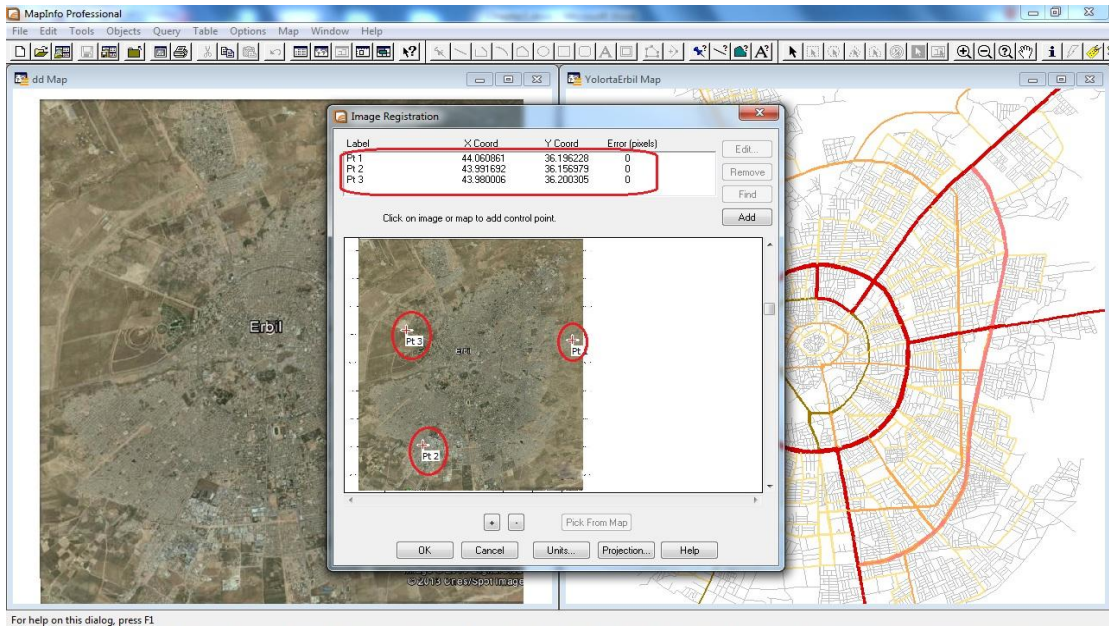 MapInfo Professional
File Edit Tools Objects Query Table Options Map Window Help
dd Map
YolortaErbil Map
Image Registration
Label X Coord Y Coord Error (pixels)
Pt 1 44.060861 36.196228 0
Pt 2 43.991692 36.156979 0
Pt 3 43.980006 36.200305 0
Edit...
Remove
Find
Add
Click on image or map to add control point.
Erbil
Pt 3
Erbil
Pt
Pt 2
+ - Pick From Map
OK Cancel Units... Projection... Help
© 2013 Cnes/Spot Image
For help on this dialog, press F1